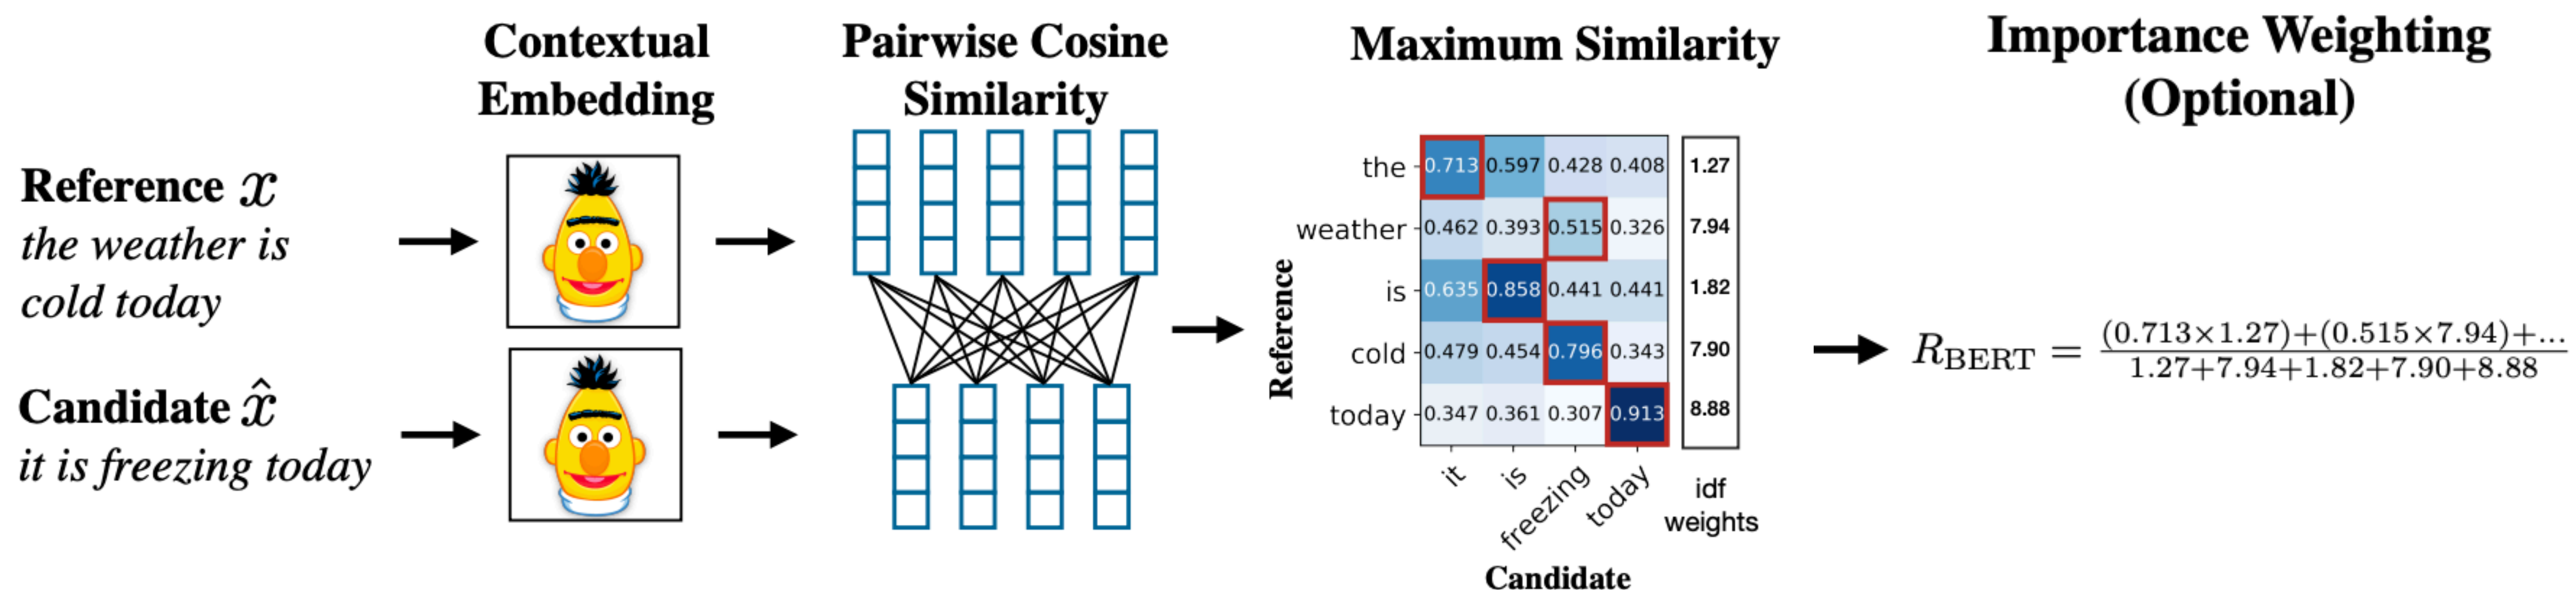 Contextual
Embedding
Pairwise Cosine
Similarity
Maximum Similarity
Importance Weighting
(Optional)
Reference x
the weather is
cold today
Candidate x̂
it is freezing today
Reference
the 0.713 0.597 0.428 0.408 1.27
weather 0.462 0.393 0.515 0.326 7.94
is 0.635 0.858 0.441 0.441 1.82
cold 0.479 0.454 0.796 0.343 7.90
today 0.347 0.361 0.307 0.913 8.88
it is freezing today
idf
weights
Candidate
R_BERT = (0.713×1.27)+(0.515×7.94)+...
1.27+7.94+1.82+7.90+8.88